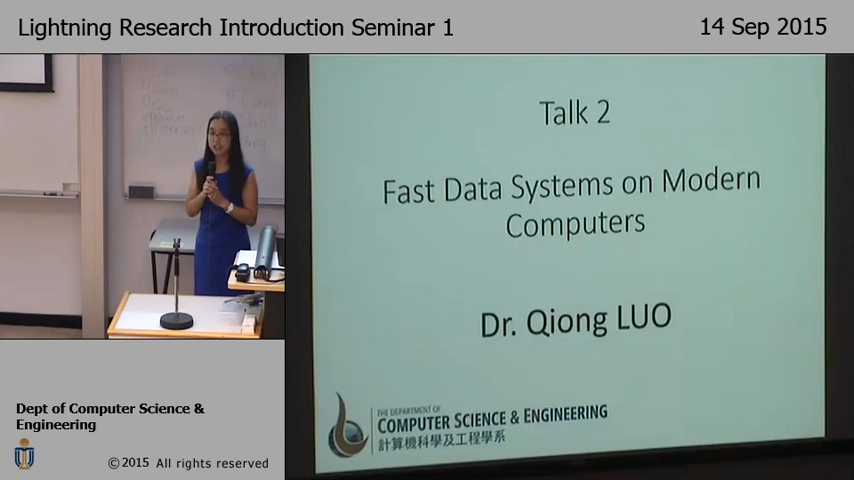 Lightning Research Introduction Seminar 1
14 Sep 2015
Talk 2
Fast Data Systems on Modern
Computers
Dr. Qiong LUO
THE DEPARTMENT OF
COMPUTER SCIENCE & ENGINEERING
計算機科學及工程學系
Dept of Computer Science &
Engineering
©2015 All rights reserved